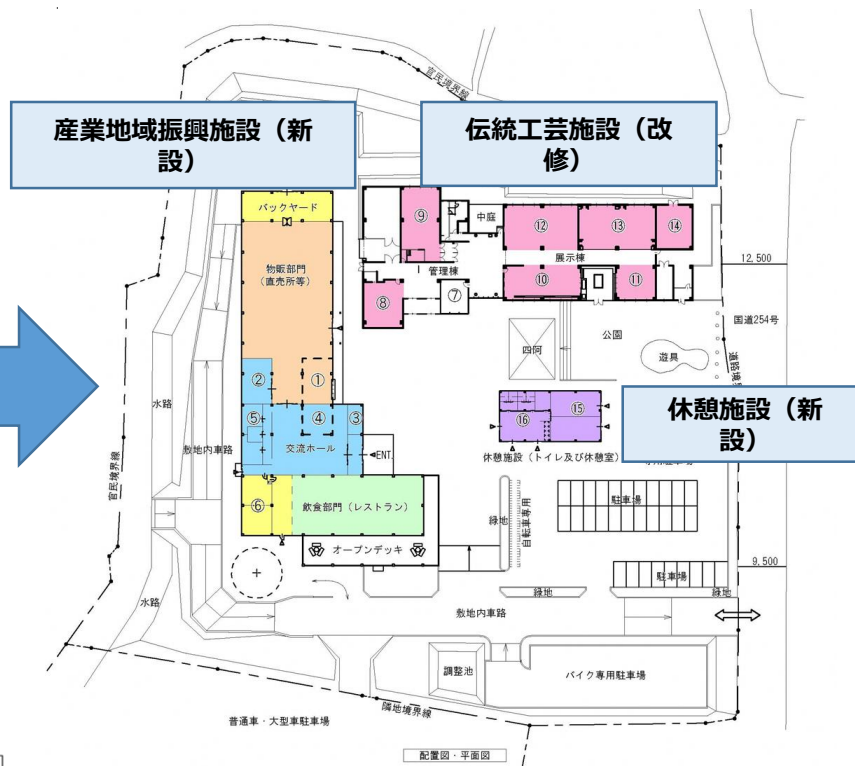 産業地域振興施設（新
設）
伝統工芸施設（改
修）
官民境界線
バックヤード
⑨
中庭
⑫
⑬
⑭
物販部門
（直売所等）
管理棟
展示棟
12,500
⑧
⑦
⑩
⑪
国道254号
公園
四阿
遊具
道路境界線
②
①
水路
休憩施設（新
設）
⑤
④
③
⑮
⑯
交流ホール
ENT.
休憩施設（トイレ及び休憩室）
敷地内車路
官民境界線
⑥
飲食部門（レストラン）
緑地
自転車専用
駐車場
オープンデッキ
駐車場
9,500
緑地
緑地
水路
敷地内車路
調整池
バイク専用駐車場
隣地境界線
普通車・大型車駐車場
配置図・平面図